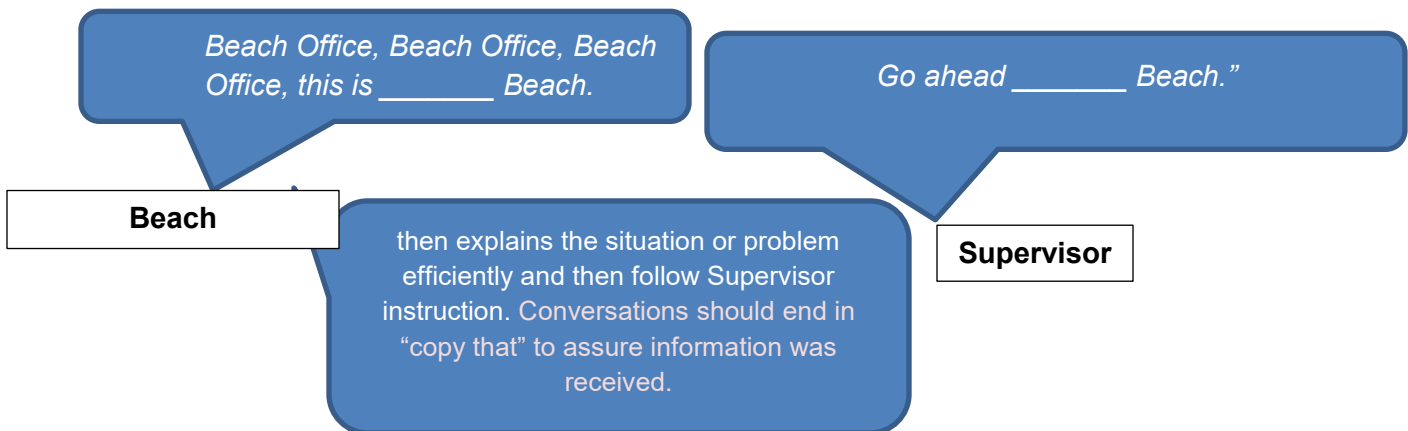 Beach Office, Beach Office, Beach
Office, this is _______ Beach.
Go ahead _______ Beach.”
Beach
then explains the situation or problem
efficiently and then follow Supervisor
instruction. Conversations should end in
“copy that” to assure information was
received.
Supervisor